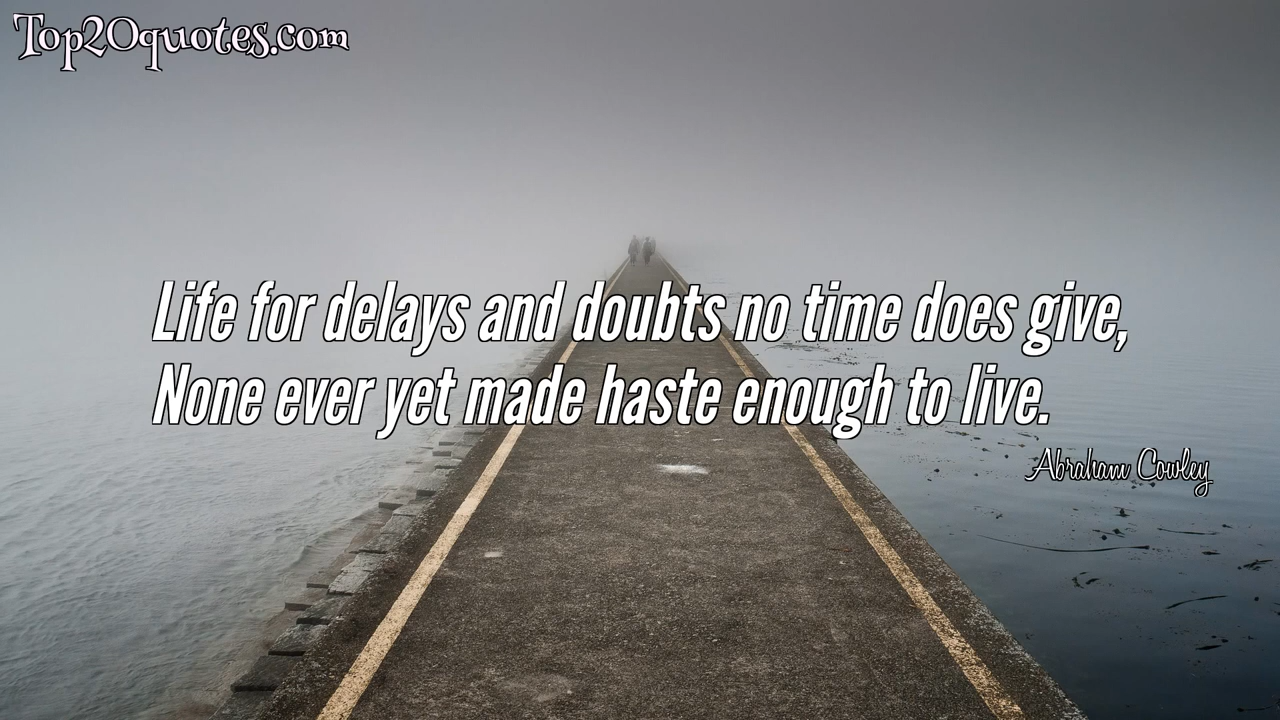 Top20quotes.com
Life for delays and doubts no time does give,
None ever yet made haste enough to live.
Abraham Cowley